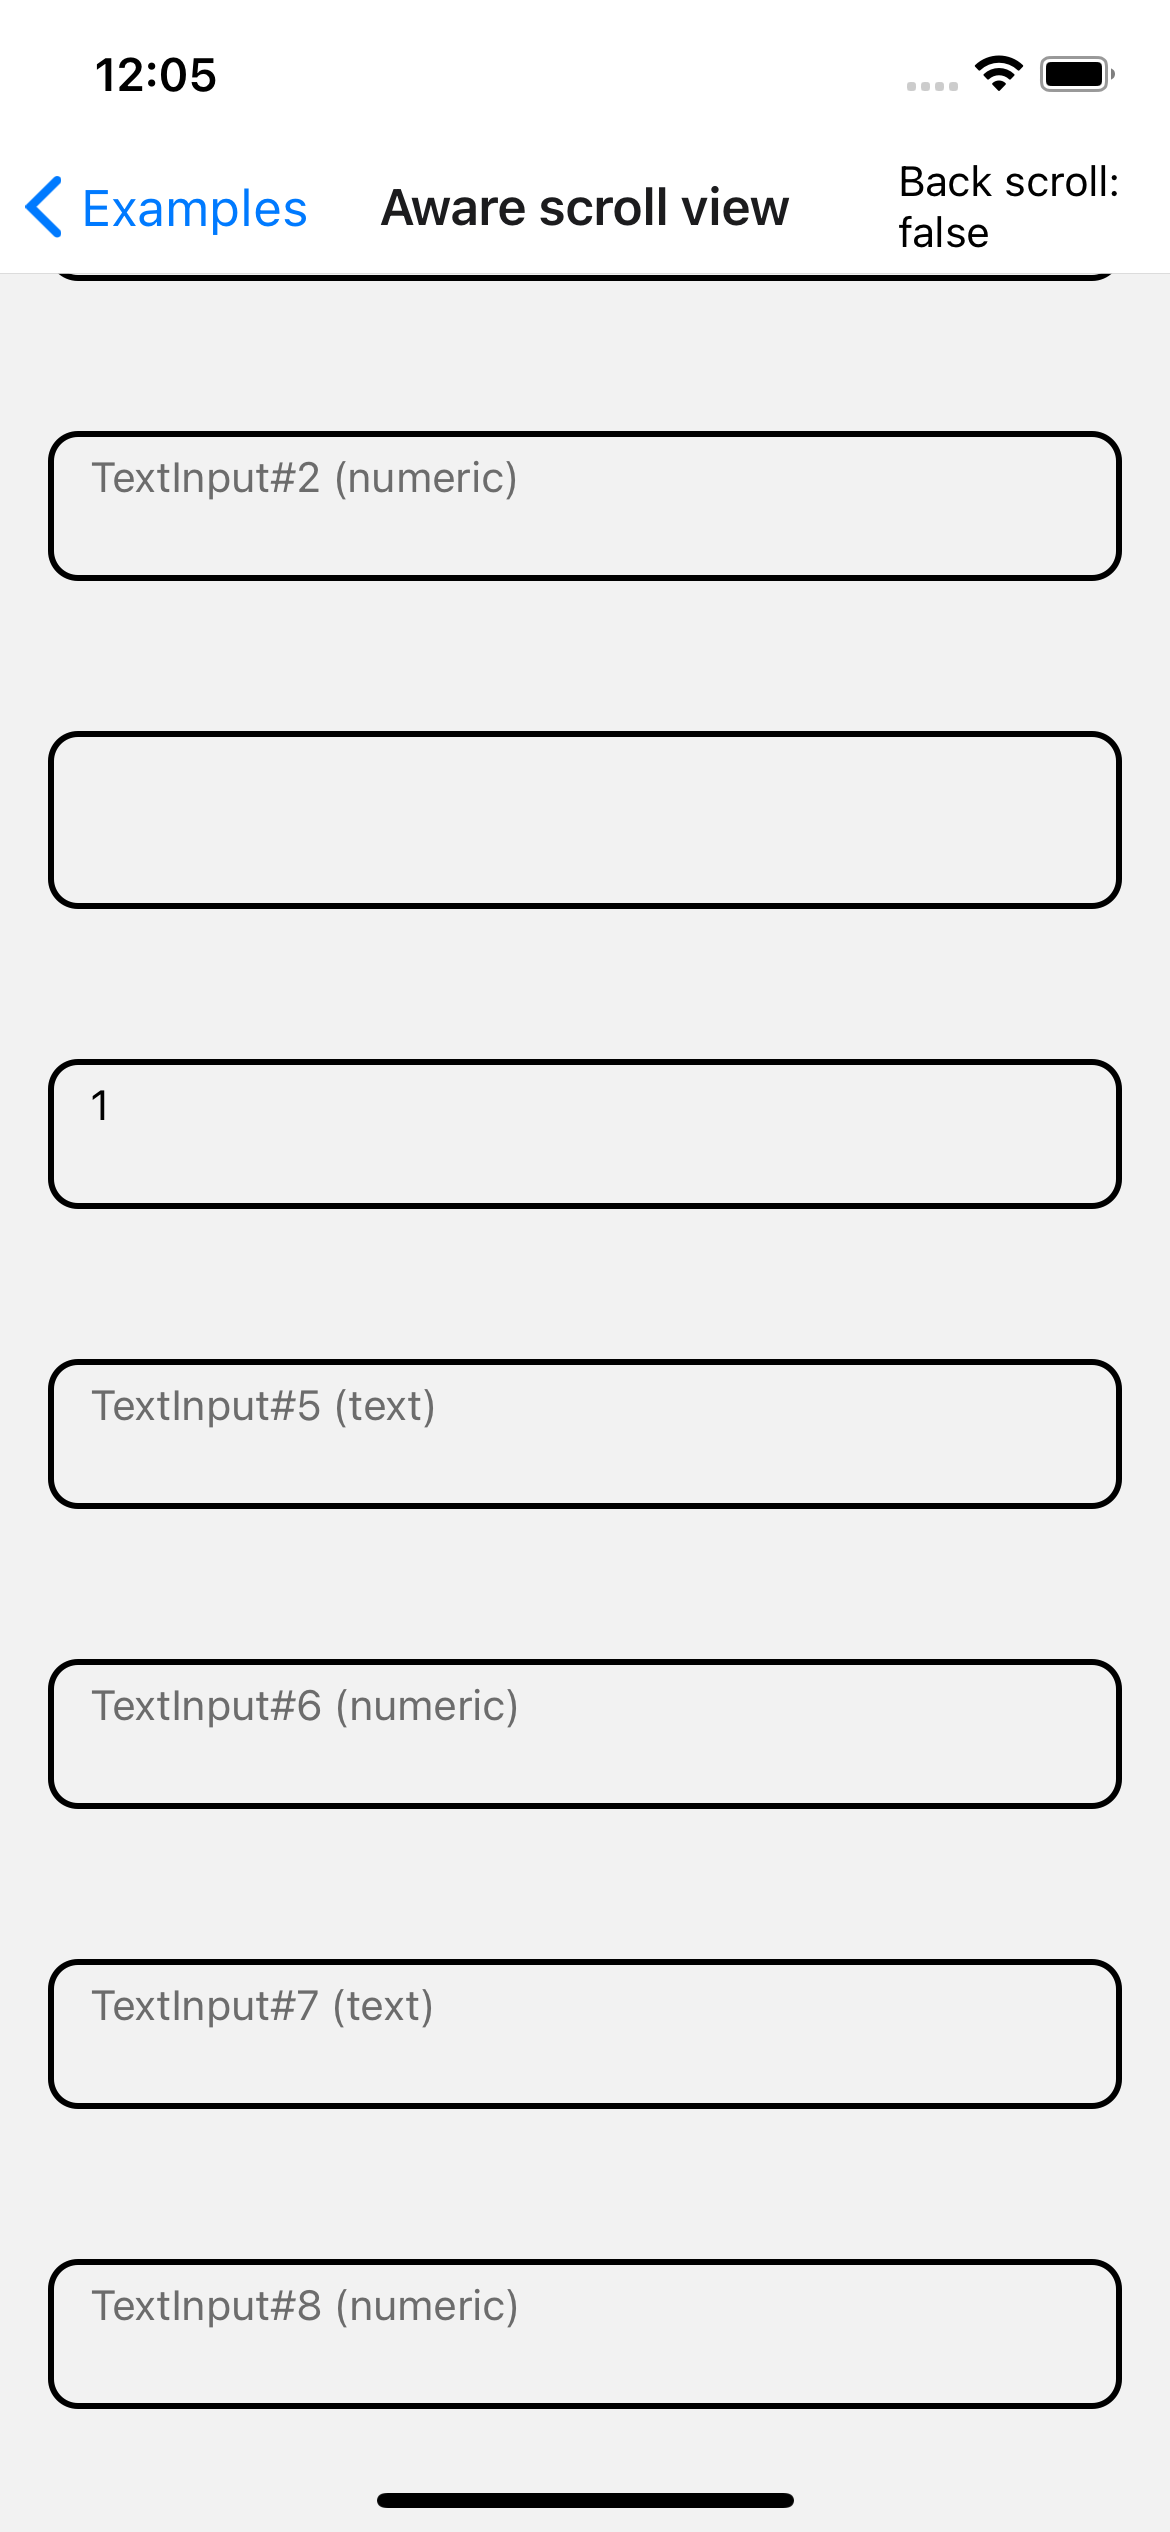 12:05
Examples
Aware scroll view
Back scroll:
false
TextInput#2 (numeric)
1
TextInput#5 (text)
TextInput#6 (numeric)
TextInput#7 (text)
TextInput#8 (numeric)